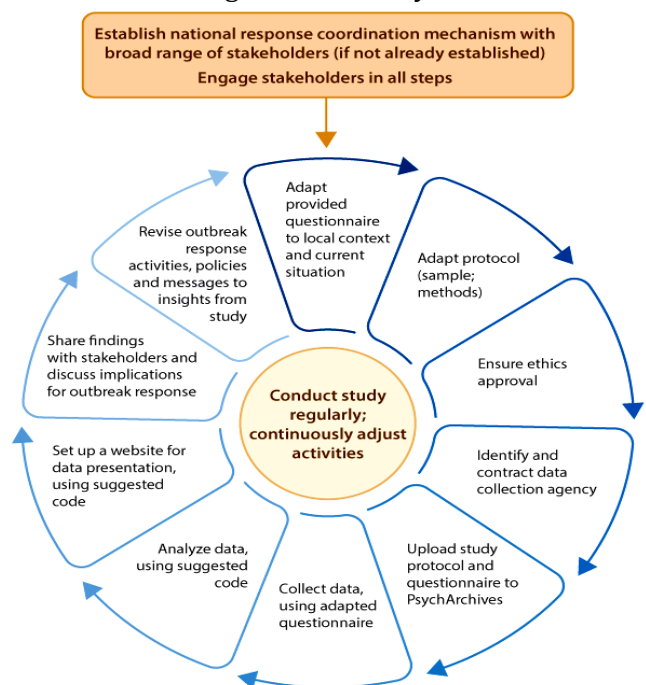 Establish national response coordination mechanism with
broad range of stakeholders (if not already established)
Engage stakeholders in all steps
Adapt
provided
questionnaire
to local context
and current
situation
Adapt protocol
(sample;
methods)
Ensure ethics
approval
Identify and
contract data
collection agency
Upload study
protocol and
questionnaire to
PsychArchives
Collect data,
using adapted
questionnaire
Analyze data,
using suggested
code
Set up a website for
data presentation,
using suggested
code
Share findings
with stakeholders and
discuss implications
for outbreak response
Revise outbreak
response
activities, policies
and messages to
insights from
study
Conduct study
regularly;
continuously adjust
activities